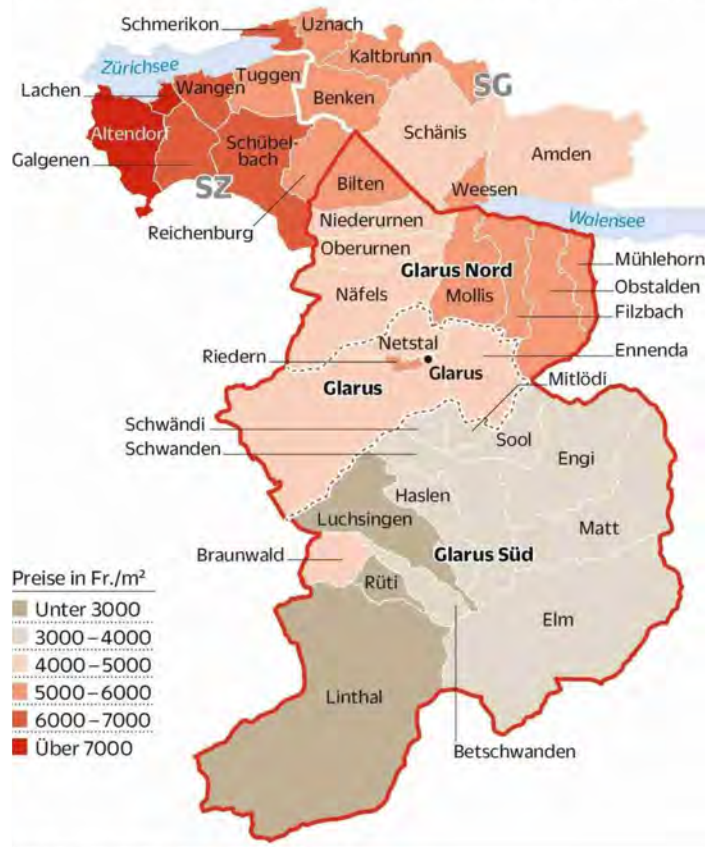 Schmerikon
Uznach
Zürichsee
Kaltbrunn
Tuggen
SG
Lachen
Wangen
Benken
Altendorf
Schänis
Schübel-
bach
Amden
Galgenen
SZ
Bilten
Weesen
Reichenburg
Niederurnen
Walensee
Oberurnen
Mühlehorn
Glarus Nord
Obstalden
Näfels
Mollis
Filzbach
Netstal
Ennenda
Riedern
Glarus
Glarus
Mitlödi
Schwändi
Sool
Schwanden
Engi
Haslen
Luchsingen
Matt
Braunwald
Glarus Süd
Rüti
Preise in Fr./m²
Unter 3000
3000–4000
4000–5000
5000–6000
6000–7000
Über 7000
Elm
Linthal
Betschwanden